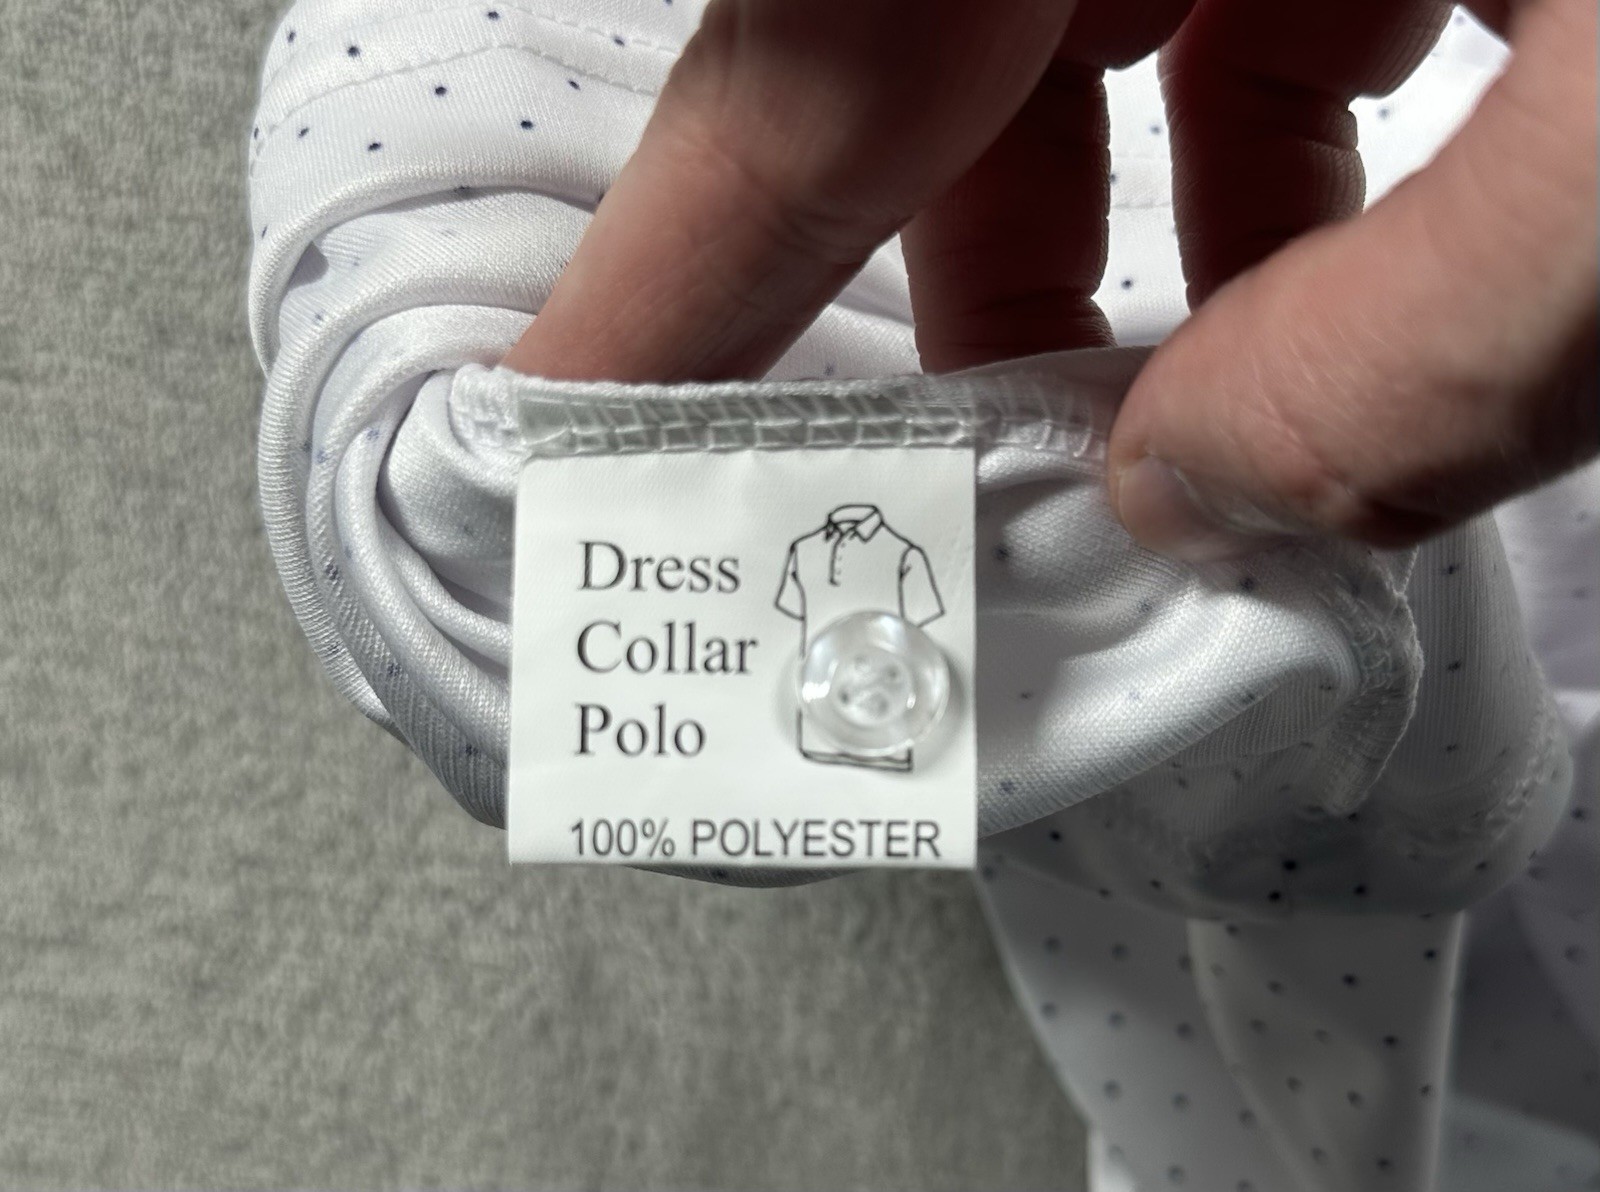 Dress
Collar
Polo
100% POLYESTER